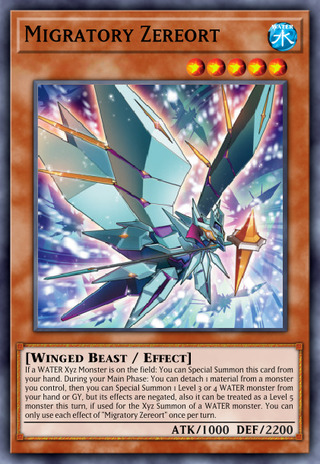 Migratory Zereort
WATER
水
[Winged Beast / Effect]
If a WATER Xyz Monster is on the field: You can Special Summon this card from
your hand. During your Main Phase: You can detach 1 material from a monster
you control, then you can Special Summon 1 Level 3 or 4 WATER monster from
your hand or GY, but its effects are negated, also it can be treated as a Level 5
monster this turn, if used for the Xyz Summon of a WATER monster. You can
only use each effect of "Migratory Zereort" once per turn.
ATK/1000 DEF/2200